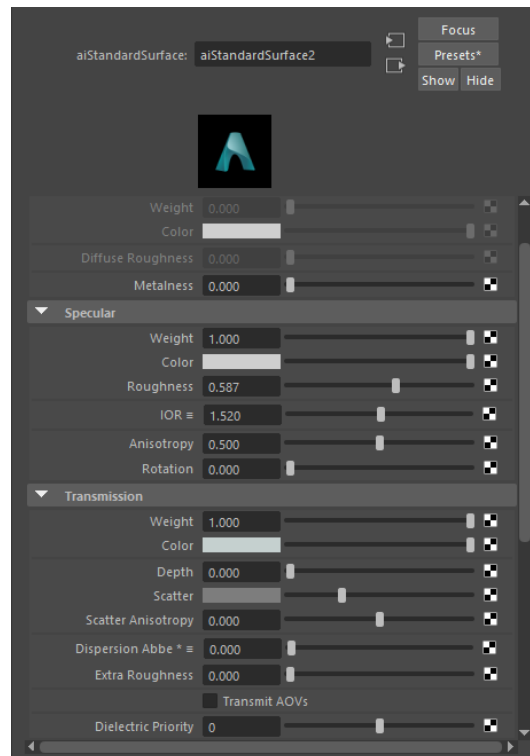 Focus
aiStandardSurface: aiStandardSurface2
Presets*
Show Hide
Weight 0.000
Color
Diffuse Roughness 0.000
Metalness 0.000
Specular
Weight 1.000
Color
Roughness 0.587
IOR ≡ 1.520
Anisotropy 0.500
Rotation 0.000
Transmission
Weight 1.000
Color
Depth 0.000
Scatter
Scatter Anisotropy 0.000
Dispersion Abbe * ≡ 0.000
Extra Roughness 0.000
Transmit AOVs
Dielectric Priority 0